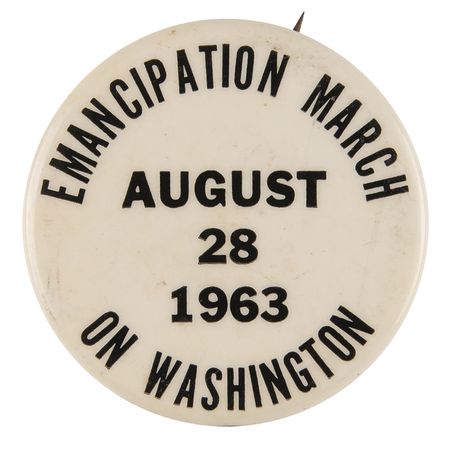 EMANCIPATION MARCH
AUGUST
28
1963
ON WASHINGTON